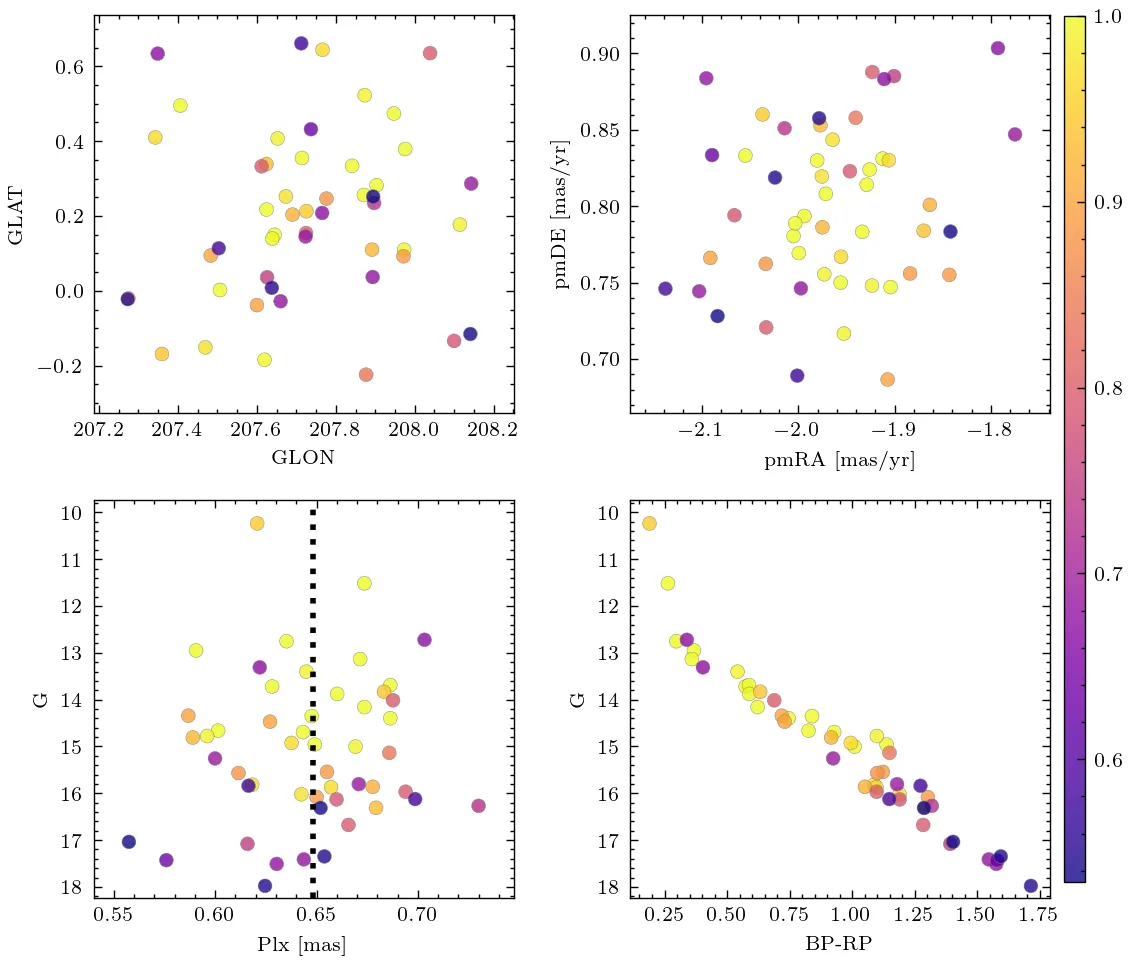 GLAT
0.6
0.4
0.2
0.0
−0.2
207.2 207.4 207.6 207.8 208.0 208.2
GLON
pmDE [mas/yr]
0.90
0.85
0.80
0.75
0.70
−2.1 −2.0 −1.9 −1.8
pmRA [mas/yr]
1.0
0.9
0.8
0.7
0.6
G
10
11
12
13
14
15
16
17
18
0.55 0.60 0.65 0.70
Plx [mas]
G
10
11
12
13
14
15
16
17
18
0.25 0.50 0.75 1.00 1.25 1.50 1.75
BP-RP